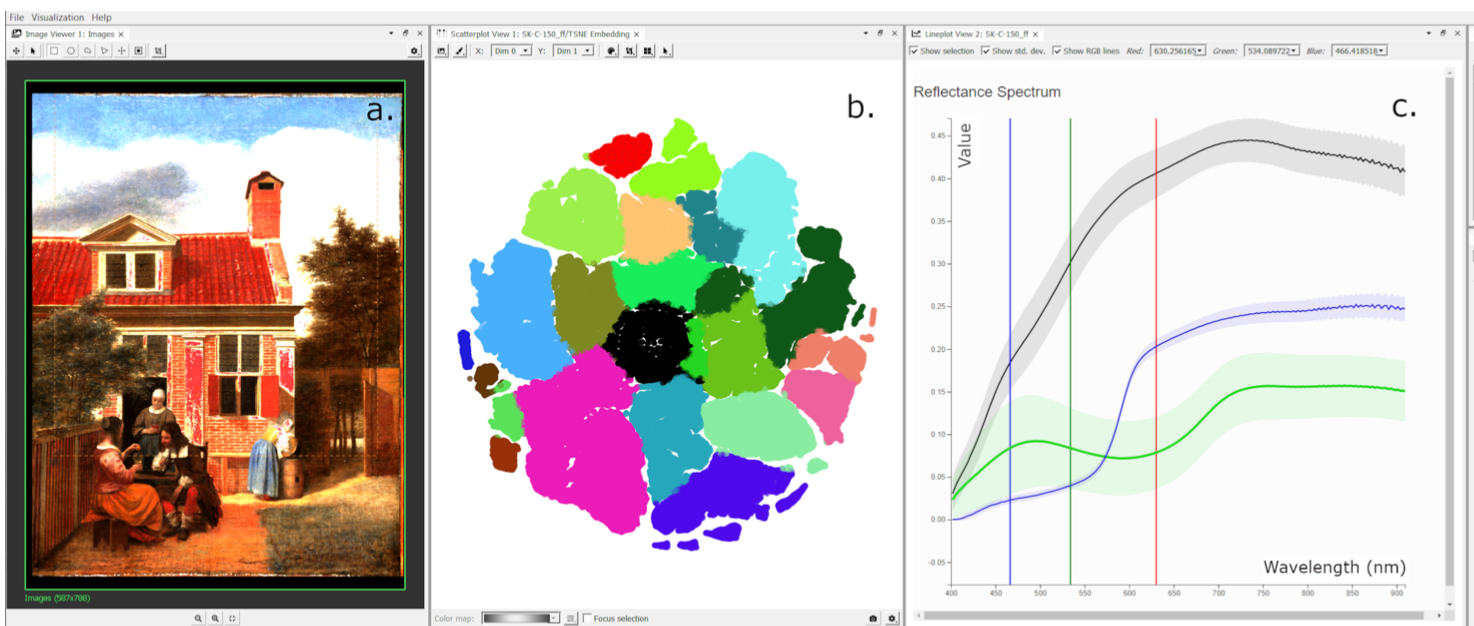 File Visualization Help
Image Viewer 1: Images
a.
Images (587x788)
Scatterplot View 1: SK-C-150_ff/TSNE Embedding
X: Dim 0 Y: Dim 1
b.
Color map: Focus selection
Lineplot View 2: SK-C-150_ff
Show selection Show std. dev. Show RGB lines Red: 630.256165 Green: 534.089722 Blue: 466.418518
Reflectance Spectrum
c.
Value
0.45
0.40
0.35
0.30
0.25
0.20
0.15
0.10
0.05
0.00
-0.05
Wavelength (nm)
400 450 500 550 600 650 700 750 800 850 900